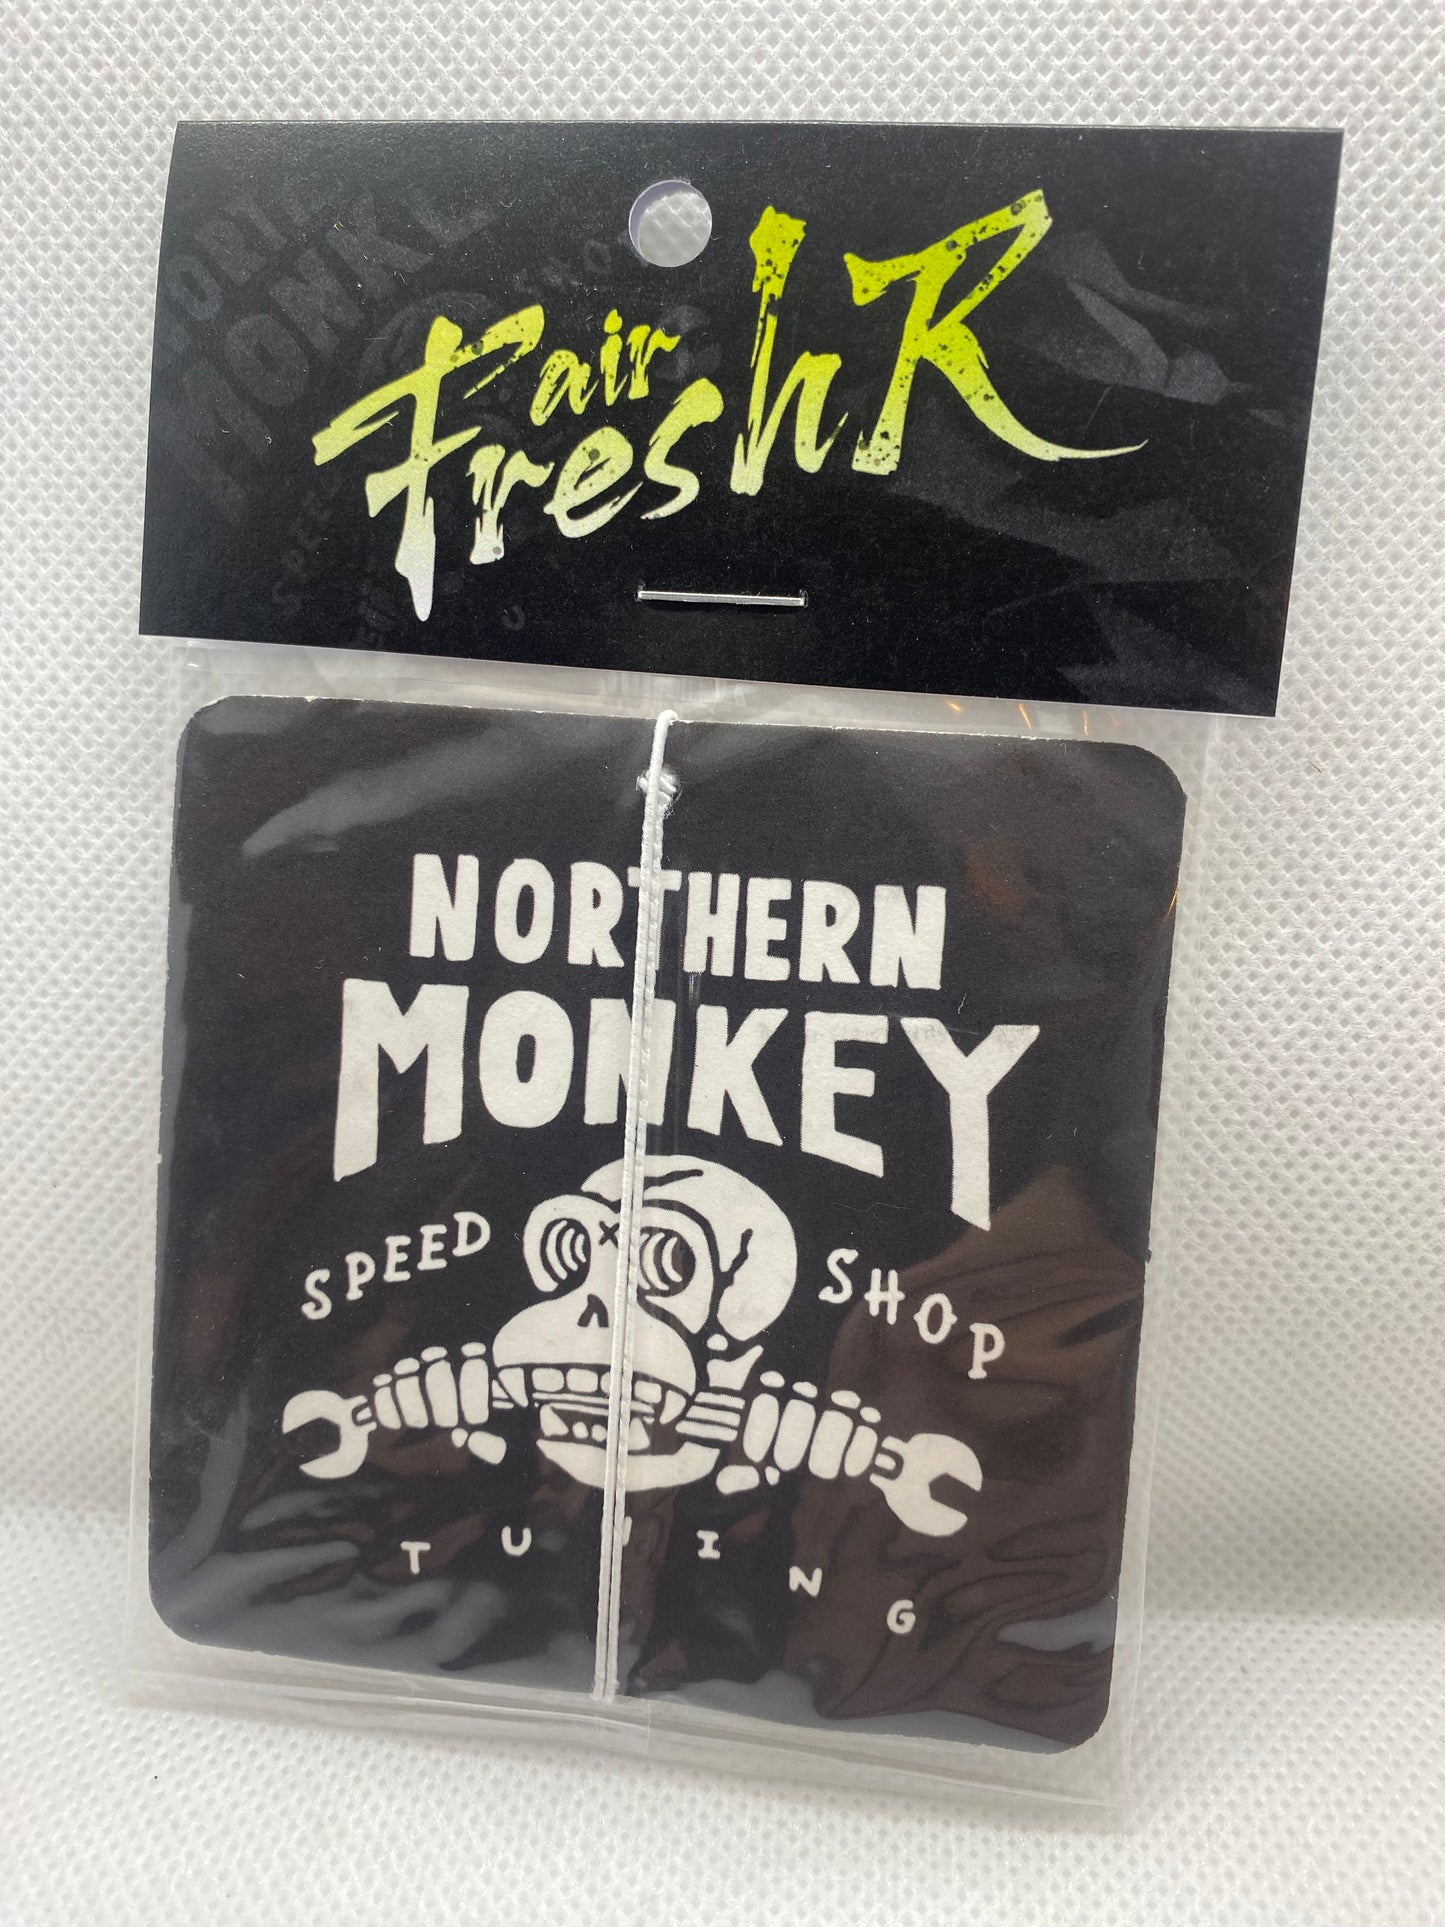 air
FreshR
NORTHERN
MONKEY
SPEED SHOP
TUNING